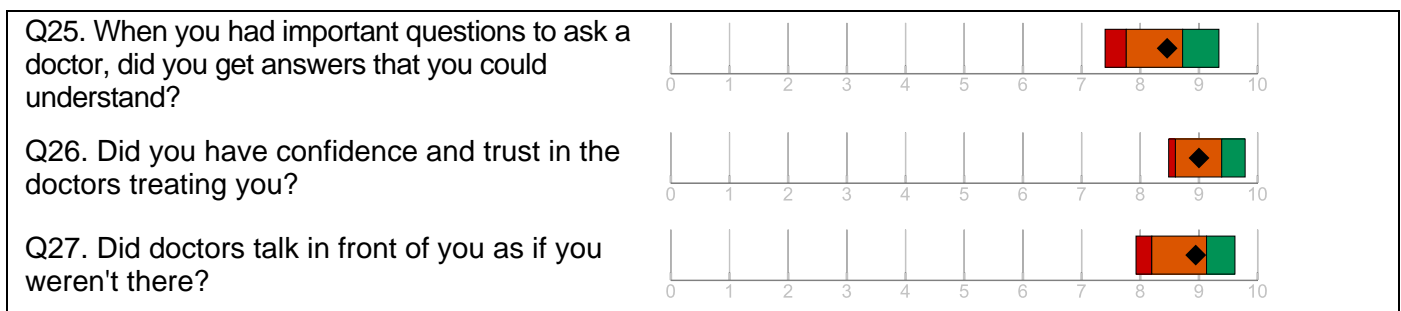 Q25. When you had important questions to ask a
doctor, did you get answers that you could
understand?
0 1 2 3 4 5 6 7 8 9 10
Q26. Did you have confidence and trust in the
doctors treating you?
0 1 2 3 4 5 6 7 8 9 10
Q27. Did doctors talk in front of you as if you
weren't there?
0 1 2 3 4 5 6 7 8 9 10